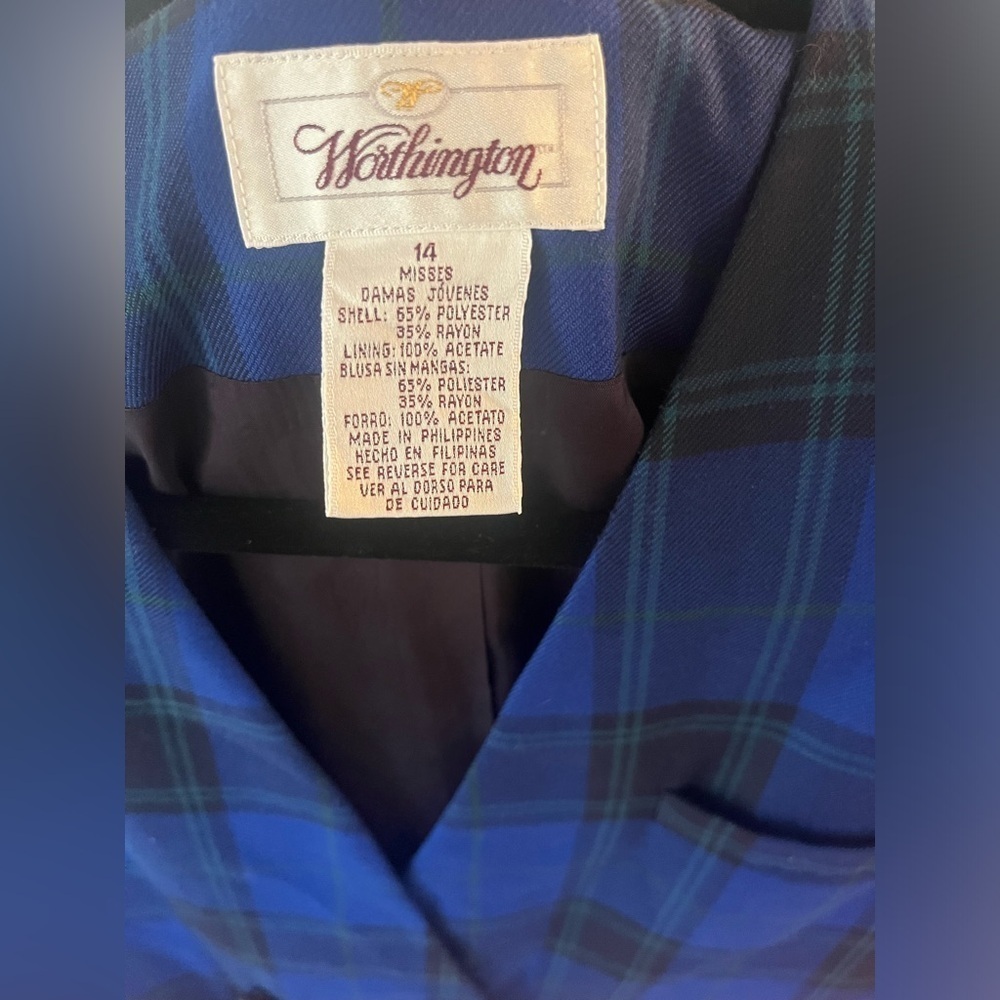 Worthington
14
MISSES
DAMAS JÓVENES
SHELL: 65% POLYESTER
35% RAYON
LINING: 100% ACETATE
BLUSA SIN MANGAS:
65% POLIESTER
35% RAYON
FORRO: 100% ACETATO
MADE IN PHILIPPINES
HECHO EN FILIPINAS
SEE REVERSE FOR CARE
VER AL DORSO PARA
DE CUIDADO